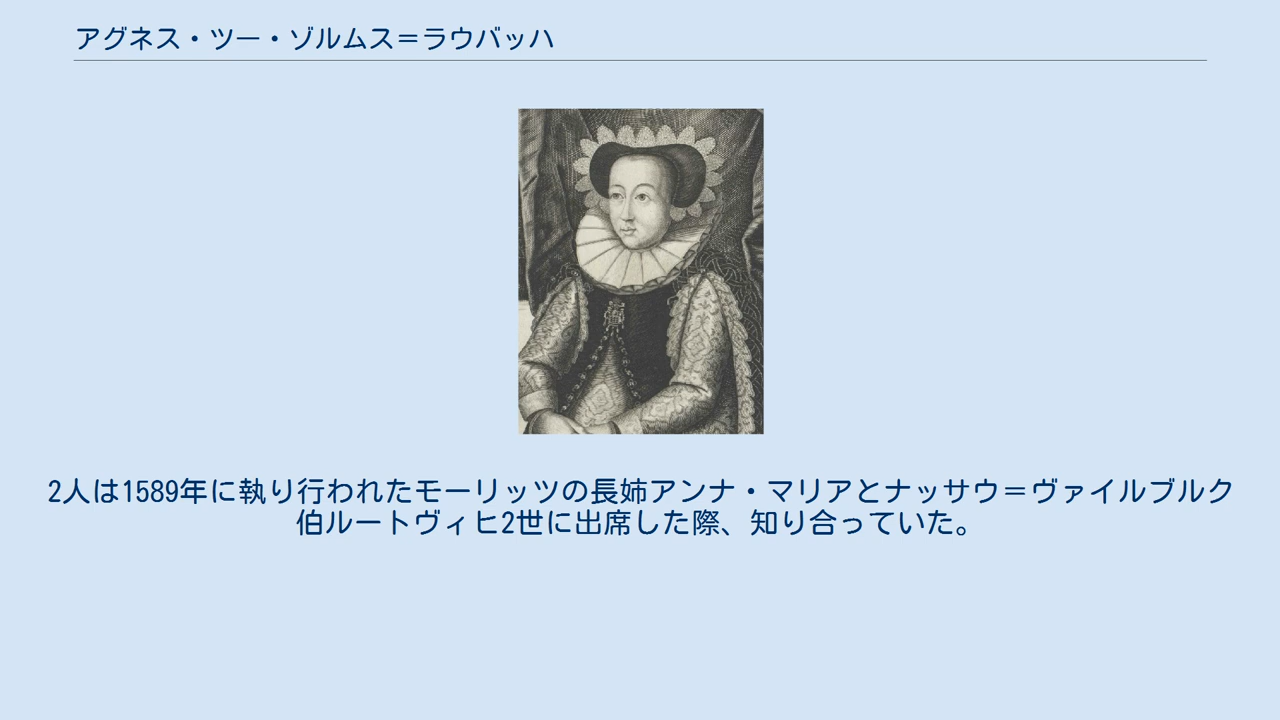 アグネス・ツー・ゾルムス＝ラウバッハ
2人は1589年に執り行われたモーリッツの長姉アンナ・マリアとナッサウ＝ヴァイルブルク
伯ルートヴィヒ2世に出席した際、知り合っていた。